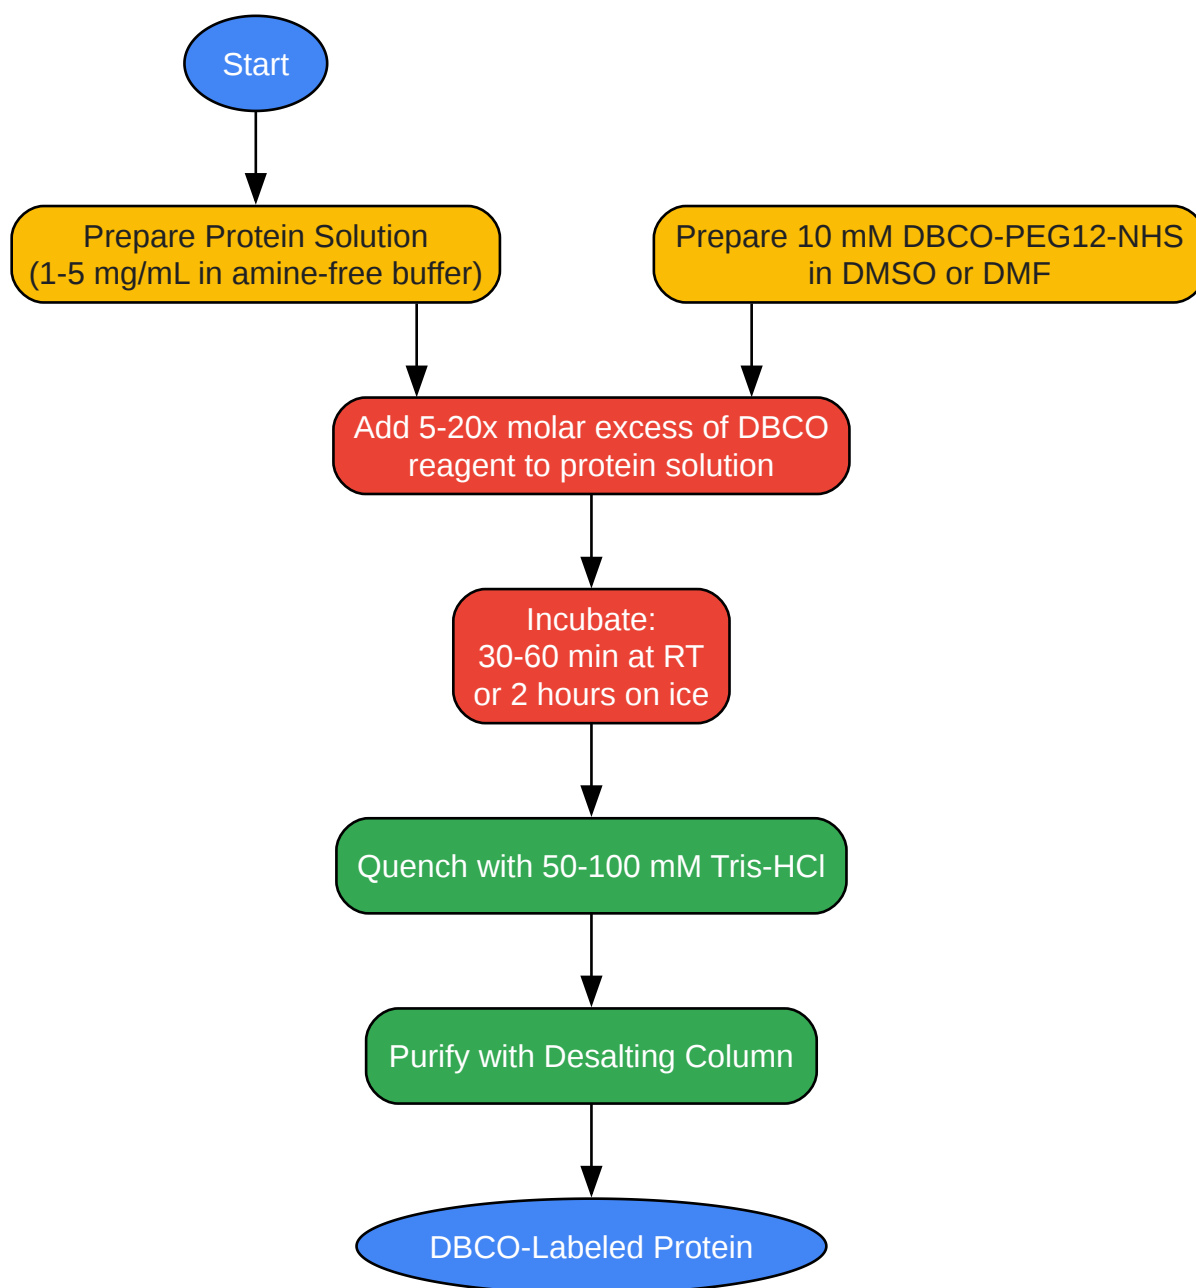 Start
Prepare Protein Solution
(1-5 mg/mL in amine-free buffer)
Prepare 10 mM DBCO-PEG12-NHS
in DMSO or DMF
Add 5-20x molar excess of DBCO
reagent to protein solution
Incubate:
30-60 min at RT
or 2 hours on ice
Quench with 50-100 mM Tris-HCl
Purify with Desalting Column
DBCO-Labeled Protein